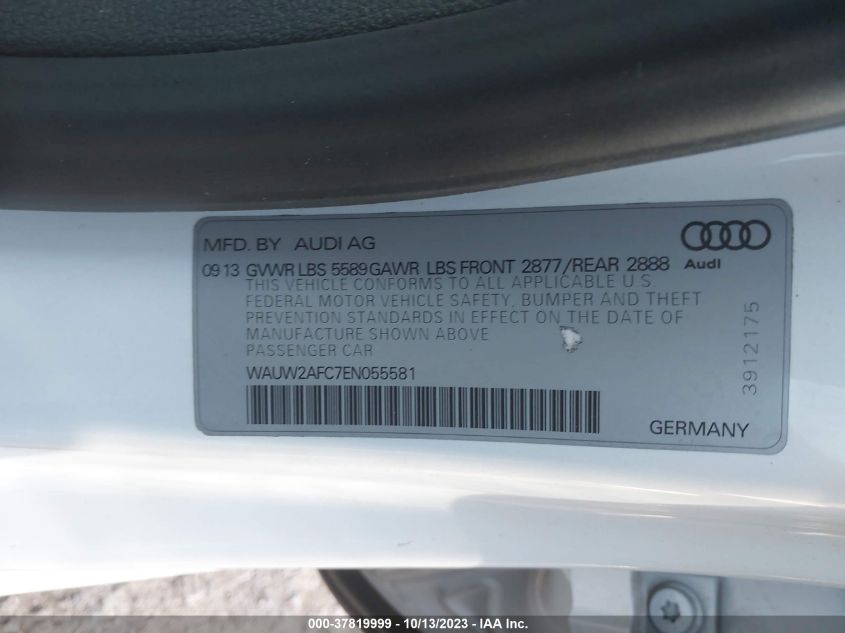 MFD. BY AUDI AG
09 13 GVWR LBS 5589 GAWR LBS FRONT 2877/REAR 2888
Audi
THIS VEHICLE CONFORMS TO ALL APPLICABLE U.S.
FEDERAL MOTOR VEHICLE SAFETY, BUMPER AND THEFT
PREVENTION STANDARDS IN EFFECT ON THE DATE OF
MANUFACTURE SHOWN ABOVE
PASSENGER CAR
WAUW2AFC7EN055581
3912175
GERMANY
000-37819999 - 10/13/2023 - IAA Inc.